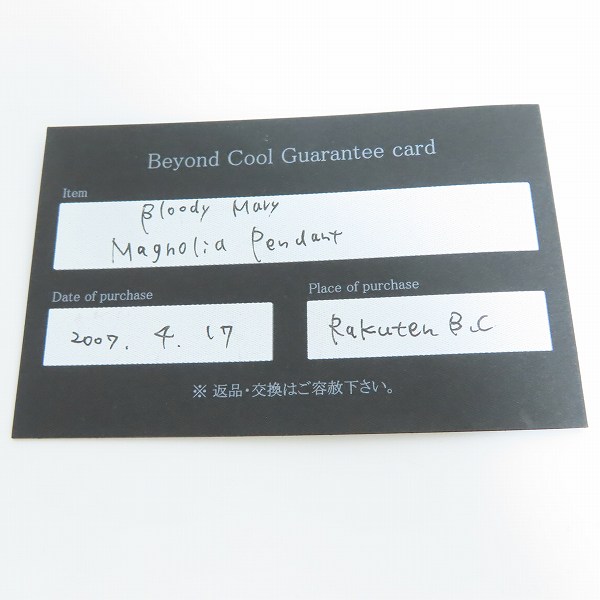 Beyond Cool Guarantee card
Item
Bloody Mary
Magnolia Pendant
Date of purchase
Place of purchase
2007. 4. 17
Rakuten B.C
※ 返品・交換はご容赦下さい。